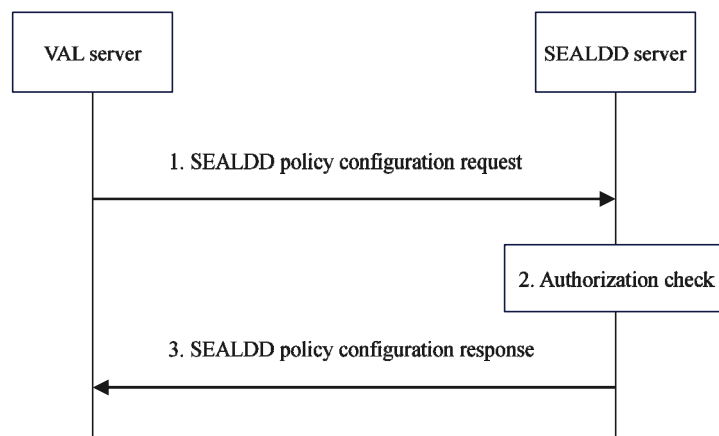 VAL server
SEALDD server
1. SEALDD policy configuration request
2. Authorization check
3. SEALDD policy configuration response